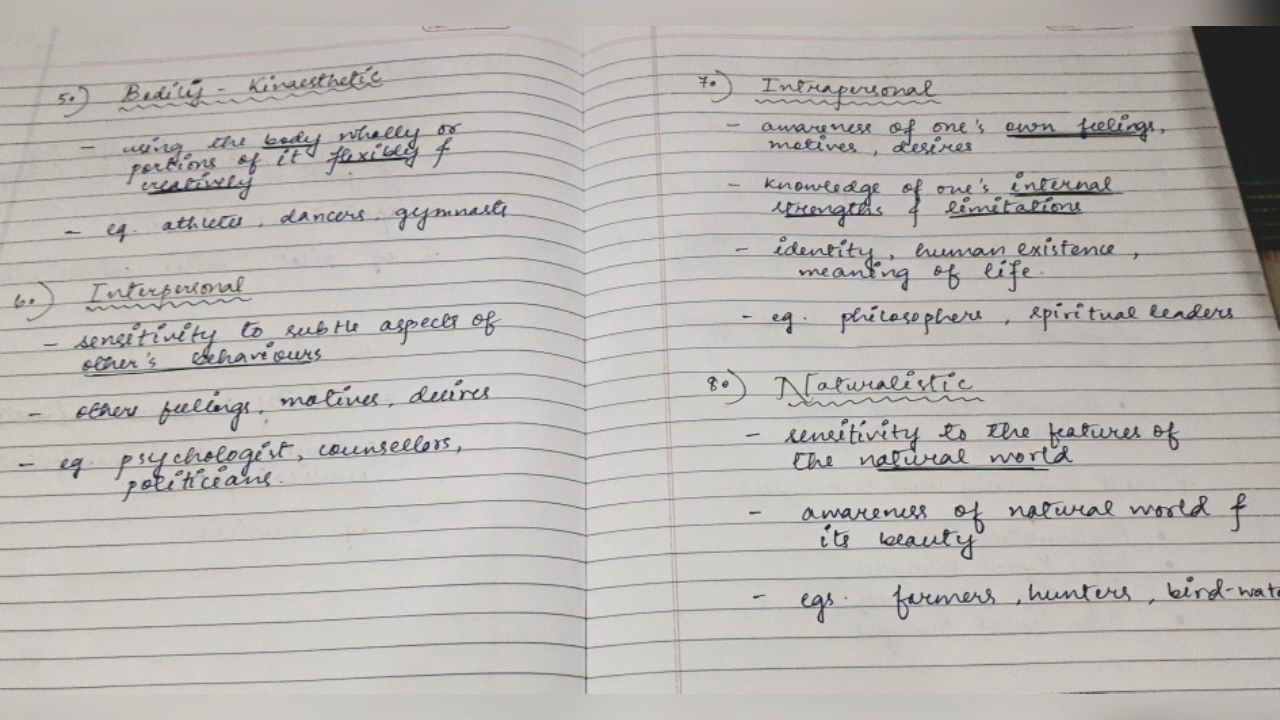 5.) Bodily - Kinaesthetic
- using the body wholly or
portions of it flexibly &
creatively
- eg. athletes, dancers, gymnasts
6.) Interpersonal
- sensitivity to subtle aspects of
other's behaviours
- others feelings, motives, desires
- eg. psychologist, counsellors,
politicians.
7.) Intrapersonal
- awareness of one's own feelings,
motives, desires
- knowledge of one's internal
strengths & limitations
- identity, human existence,
meaning of life.
- eg. philosophers, spiritual leaders
8.) Naturalistic
- sensitivity to the features of
the natural world
- awareness of natural world &
its beauty
- egs. farmers, hunters, bird-wat